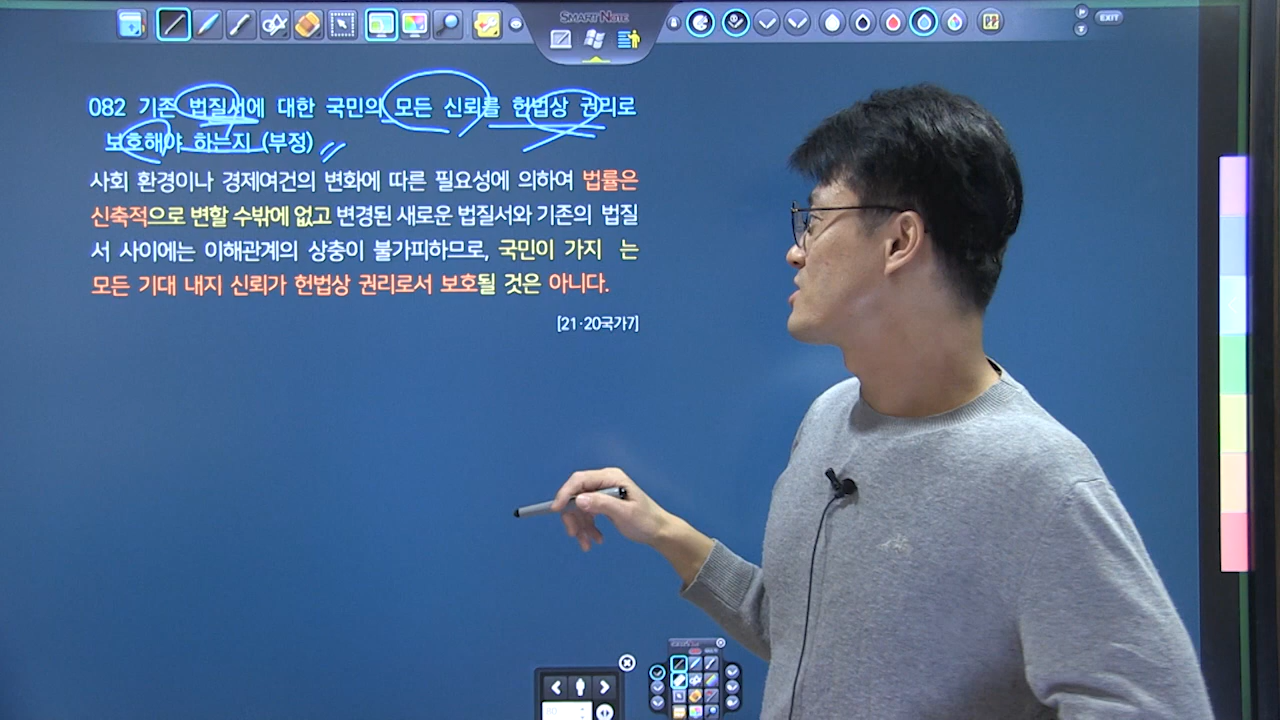 SMARTNOTE
EXIT
082 기존 법질서에 대한 국민의 모든 신뢰를 헌법상 권리로
보호해야 하는지 (부정)
사회 환경이나 경제여건의 변화에 따른 필요성에 의하여 법률은
신축적으로 변할 수밖에 없고 변경된 새로운 법질서와 기존의 법질
서 사이에는 이해관계의 상충이 불가피하므로, 국민이 가지 는
모든 기대 내지 신뢰가 헌법상 권리로서 보호될 것은 아니다.
[21·20국가7]